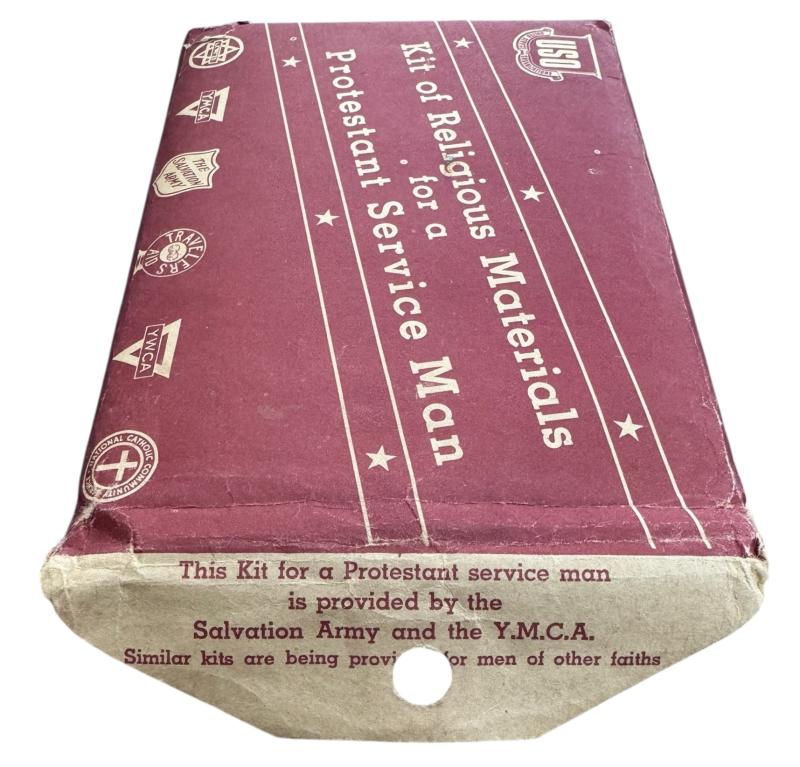 USO
Kit of Religious Materials
for a
Protestant Service Man
JWB
YMCA
THE
SALVATION
ARMY
TRAVELERS
AID
YWCA
NATIONAL CATHOLIC COMMUNITY
This Kit for a Protestant service man
is provided by the
Salvation Army and the Y.M.C.A.
Similar kits are being provi for men of other faiths